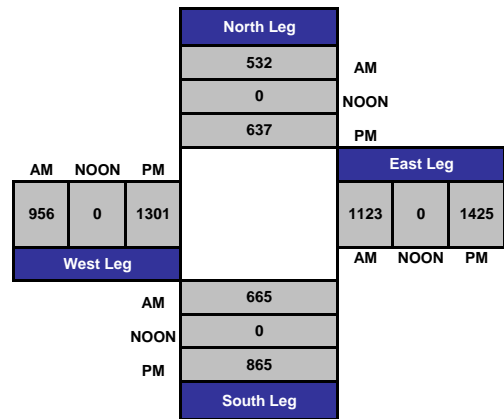 North Leg
532 AM
0 NOON
637 PM
AM NOON PM East Leg
956 0 1301 1123 0 1425
West Leg AM NOON PM
AM 665
NOON 0
PM 865
South Leg